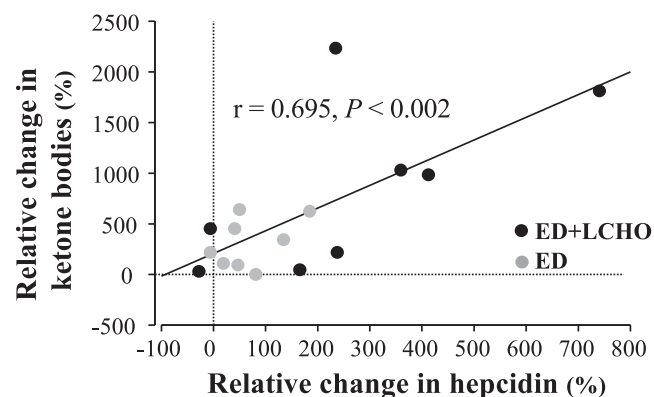 Relative change in
ketone bodies (%)
2500
2000
1500
1000
500
0
-500
r = 0.695, P < 0.002
ED+LCHO
ED
-100 0 100 200 300 400 500 600 700 800
Relative change in hepcidin (%)